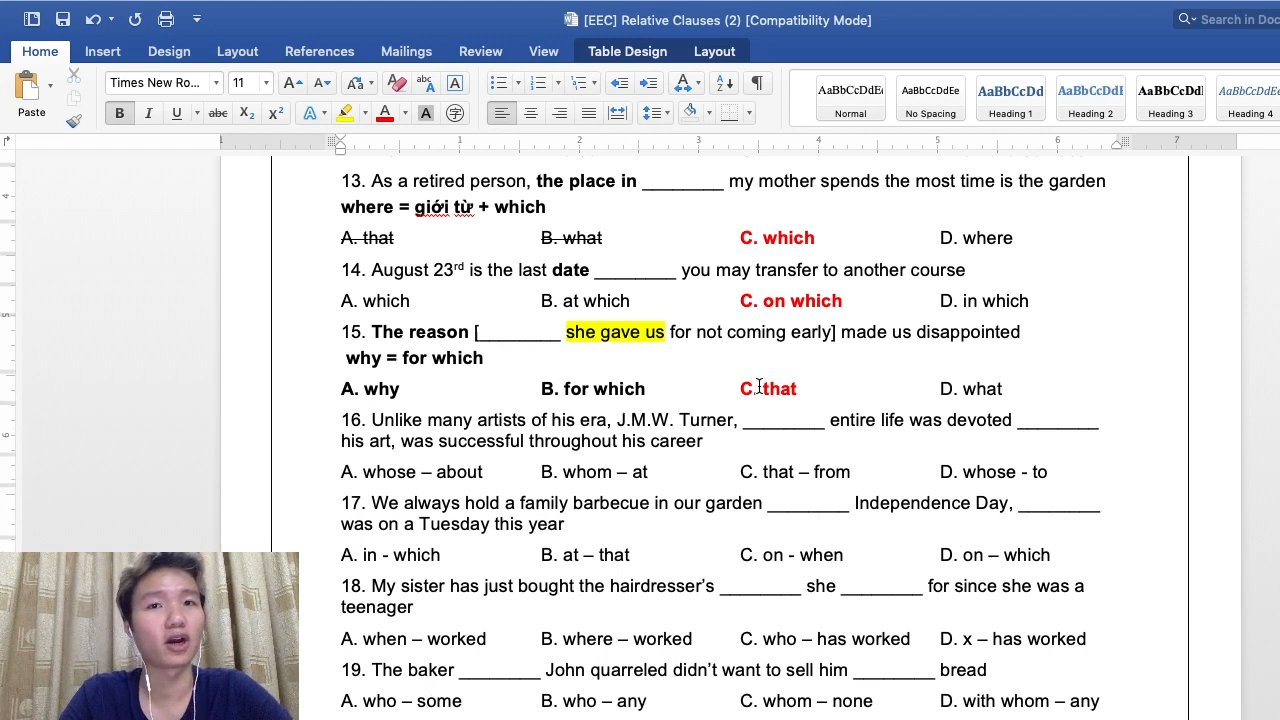 [EEC] Relative Clauses (2) [Compatibility Mode]
Search in Doc
Home Insert Design Layout References Mailings Review View Table Design Layout
Times New Ro... 11
Paste
AaBbCcDdEe AaBbCcDdEe AaBbCcDd AaBbCcDdE AaBbCcDd AaBbCcDdEe
Normal No Spacing Heading 1 Heading 2 Heading 3 Heading 4
1 1 2 3 4 5 6 7
13. As a retired person, the place in ________ my mother spends the most time is the garden
where = giới từ + which
A. that B. what C. which D. where
14. August 23rd is the last date ________ you may transfer to another course
A. which B. at which C. on which D. in which
15. The reason [________ she gave us for not coming early] made us disappointed
why = for which
A. why B. for which C. that D. what
16. Unlike many artists of his era, J.M.W. Turner, ________ entire life was devoted ________
his art, was successful throughout his career
A. whose – about B. whom – at C. that – from D. whose - to
17. We always hold a family barbecue in our garden ________ Independence Day, ________
was on a Tuesday this year
A. in - which B. at – that C. on - when D. on – which
18. My sister has just bought the hairdresser’s ________ she ________ for since she was a
teenager
A. when – worked B. where – worked C. who – has worked D. x – has worked
19. The baker ________ John quarreled didn’t want to sell him ________ bread
A. who – some B. who – any C. whom – none D. with whom – any